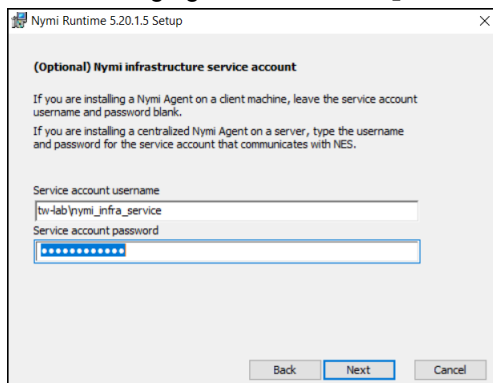 Nymi Runtime 5.20.1.5 Setup
(Optional) Nymi infrastructure service account
If you are installing a Nymi Agent on a client machine, leave the service account
username and password blank.
If you are installing a centralized Nymi Agent on a server, type the username
and password for the service account that communicates with NES.
Service account username
tw-lab\nymi_infra_service
Service account password
●●●●●●●●●●●●
Back Next Cancel